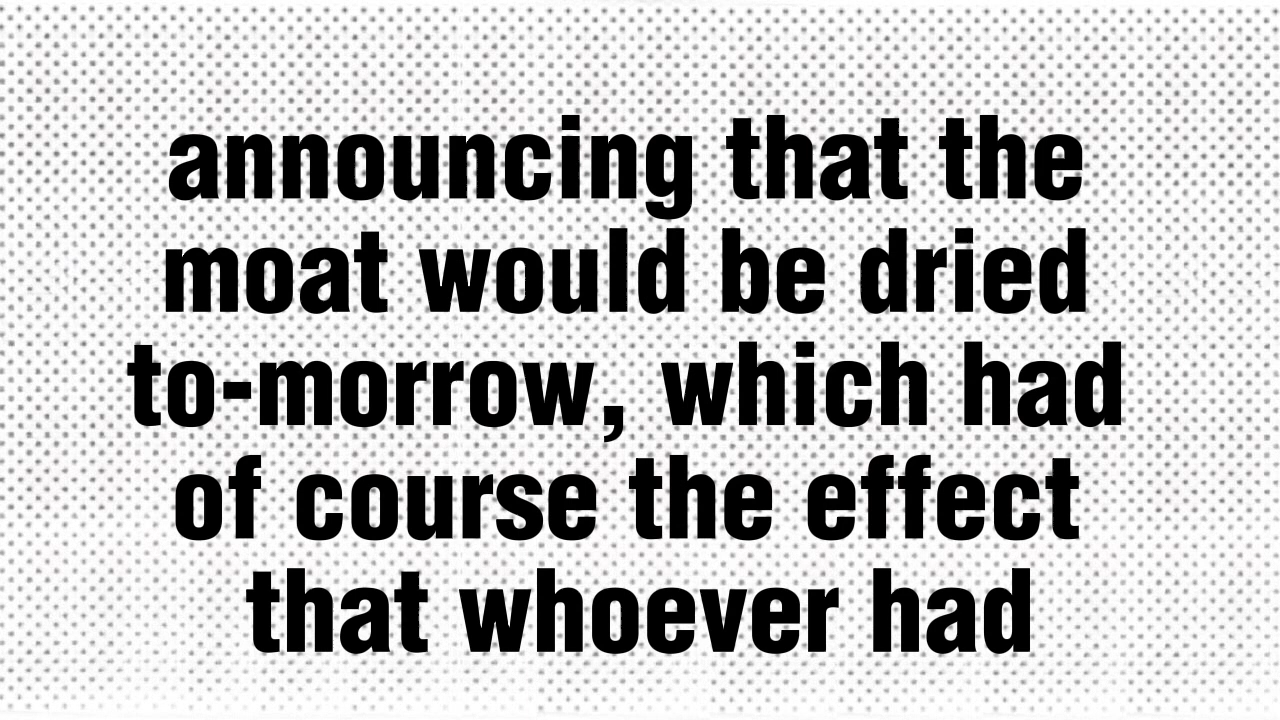 announcing that the
moat would be dried
to-morrow, which had
of course the effect
that whoever had